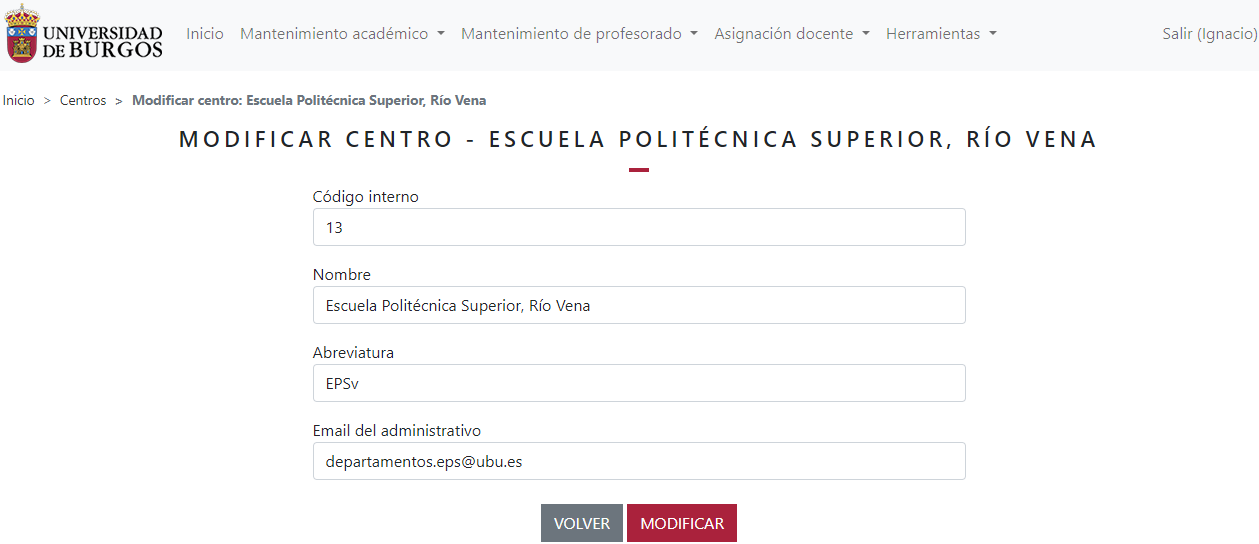 UNIVERSIDAD
DE BURGOS
Inicio Mantenimiento académico Mantenimiento de profesorado Asignación docente Herramientas Salir (Ignacio)
Inicio > Centros > Modificar centro: Escuela Politécnica Superior, Río Vena
MODIFICAR CENTRO - ESCUELA POLITÉCNICA SUPERIOR, RÍO VENA
Código interno
13
Nombre
Escuela Politécnica Superior, Río Vena
Abreviatura
EPSv
Email del administrativo
departamentos.eps@ubu.es
VOLVER MODIFICAR